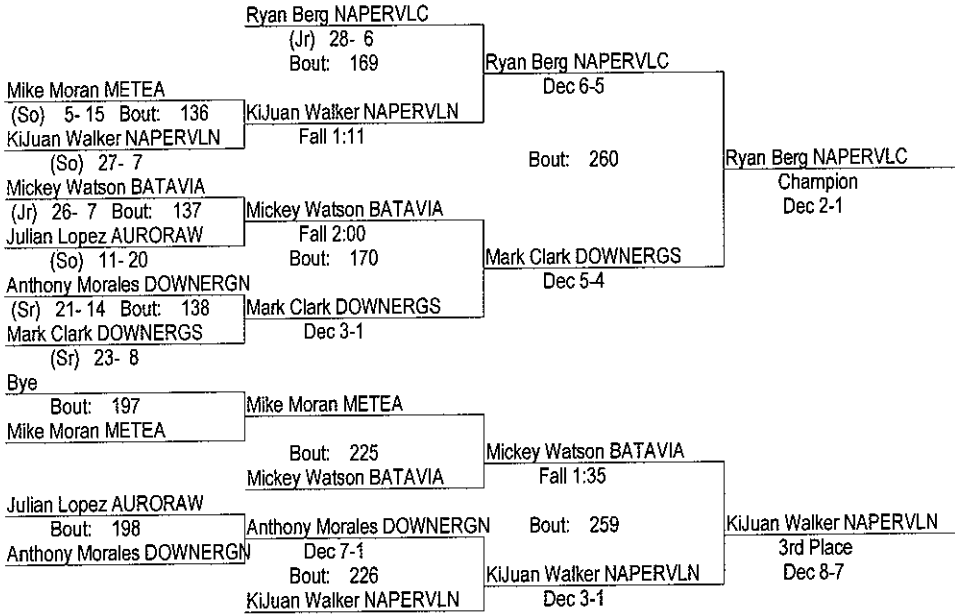 Ryan Berg NAPERVLC
(Jr) 28- 6
Bout: 169
Ryan Berg NAPERVLC
Dec 6-5
Mike Moran METEA
(So) 5- 15 Bout: 136
KiJuan Walker NAPERVLN
KiJuan Walker NAPERVLN
Fall 1:11
(So) 27- 7
Bout: 260
Ryan Berg NAPERVLC
Champion
Dec 2-1
Mickey Watson BATAVIA
(Jr) 26- 7 Bout: 137
Mickey Watson BATAVIA
Julian Lopez AURORAW
Fall 2:00
(So) 11- 20
Bout: 170
Mark Clark DOWNERGS
Dec 5-4
Anthony Morales DOWNERGN
(Sr) 21- 14 Bout: 138
Mark Clark DOWNERGS
Mark Clark DOWNERGS
Dec 3-1
(Sr) 23- 8
Bye
Bout: 197
Mike Moran METEA
Mike Moran METEA
Bout: 225
Mickey Watson BATAVIA
Mickey Watson BATAVIA
Fall 1:35
Julian Lopez AURORAW
Bout: 198
Anthony Morales DOWNERGN
Bout: 259
KiJuan Walker NAPERVLN
Anthony Morales DOWNERGN
Dec 7-1
3rd Place
Bout: 226
KiJuan Walker NAPERVLN
Dec 8-7
KiJuan Walker NAPERVLN
Dec 3-1